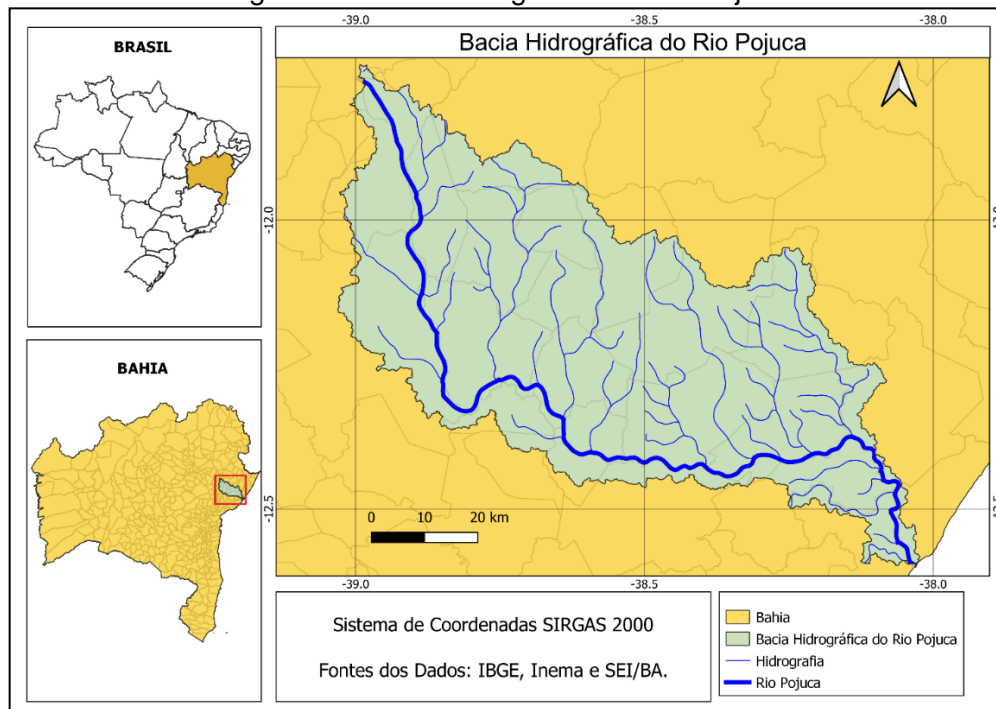 -39.0
-38.5
-38.0
BRASIL
Bacia Hidrográfica do Rio Pojuca
-12.0
-12.0
BAHIA
-12.5
0 10 20 km
-39.0
-38.5
-38.0
Sistema de Coordenadas SIRGAS 2000
Fontes dos Dados: IBGE, Inema e SEI/BA.
Bahia
Bacia Hidrográfica do Rio Pojuca
Hidrografia
Rio Pojuca